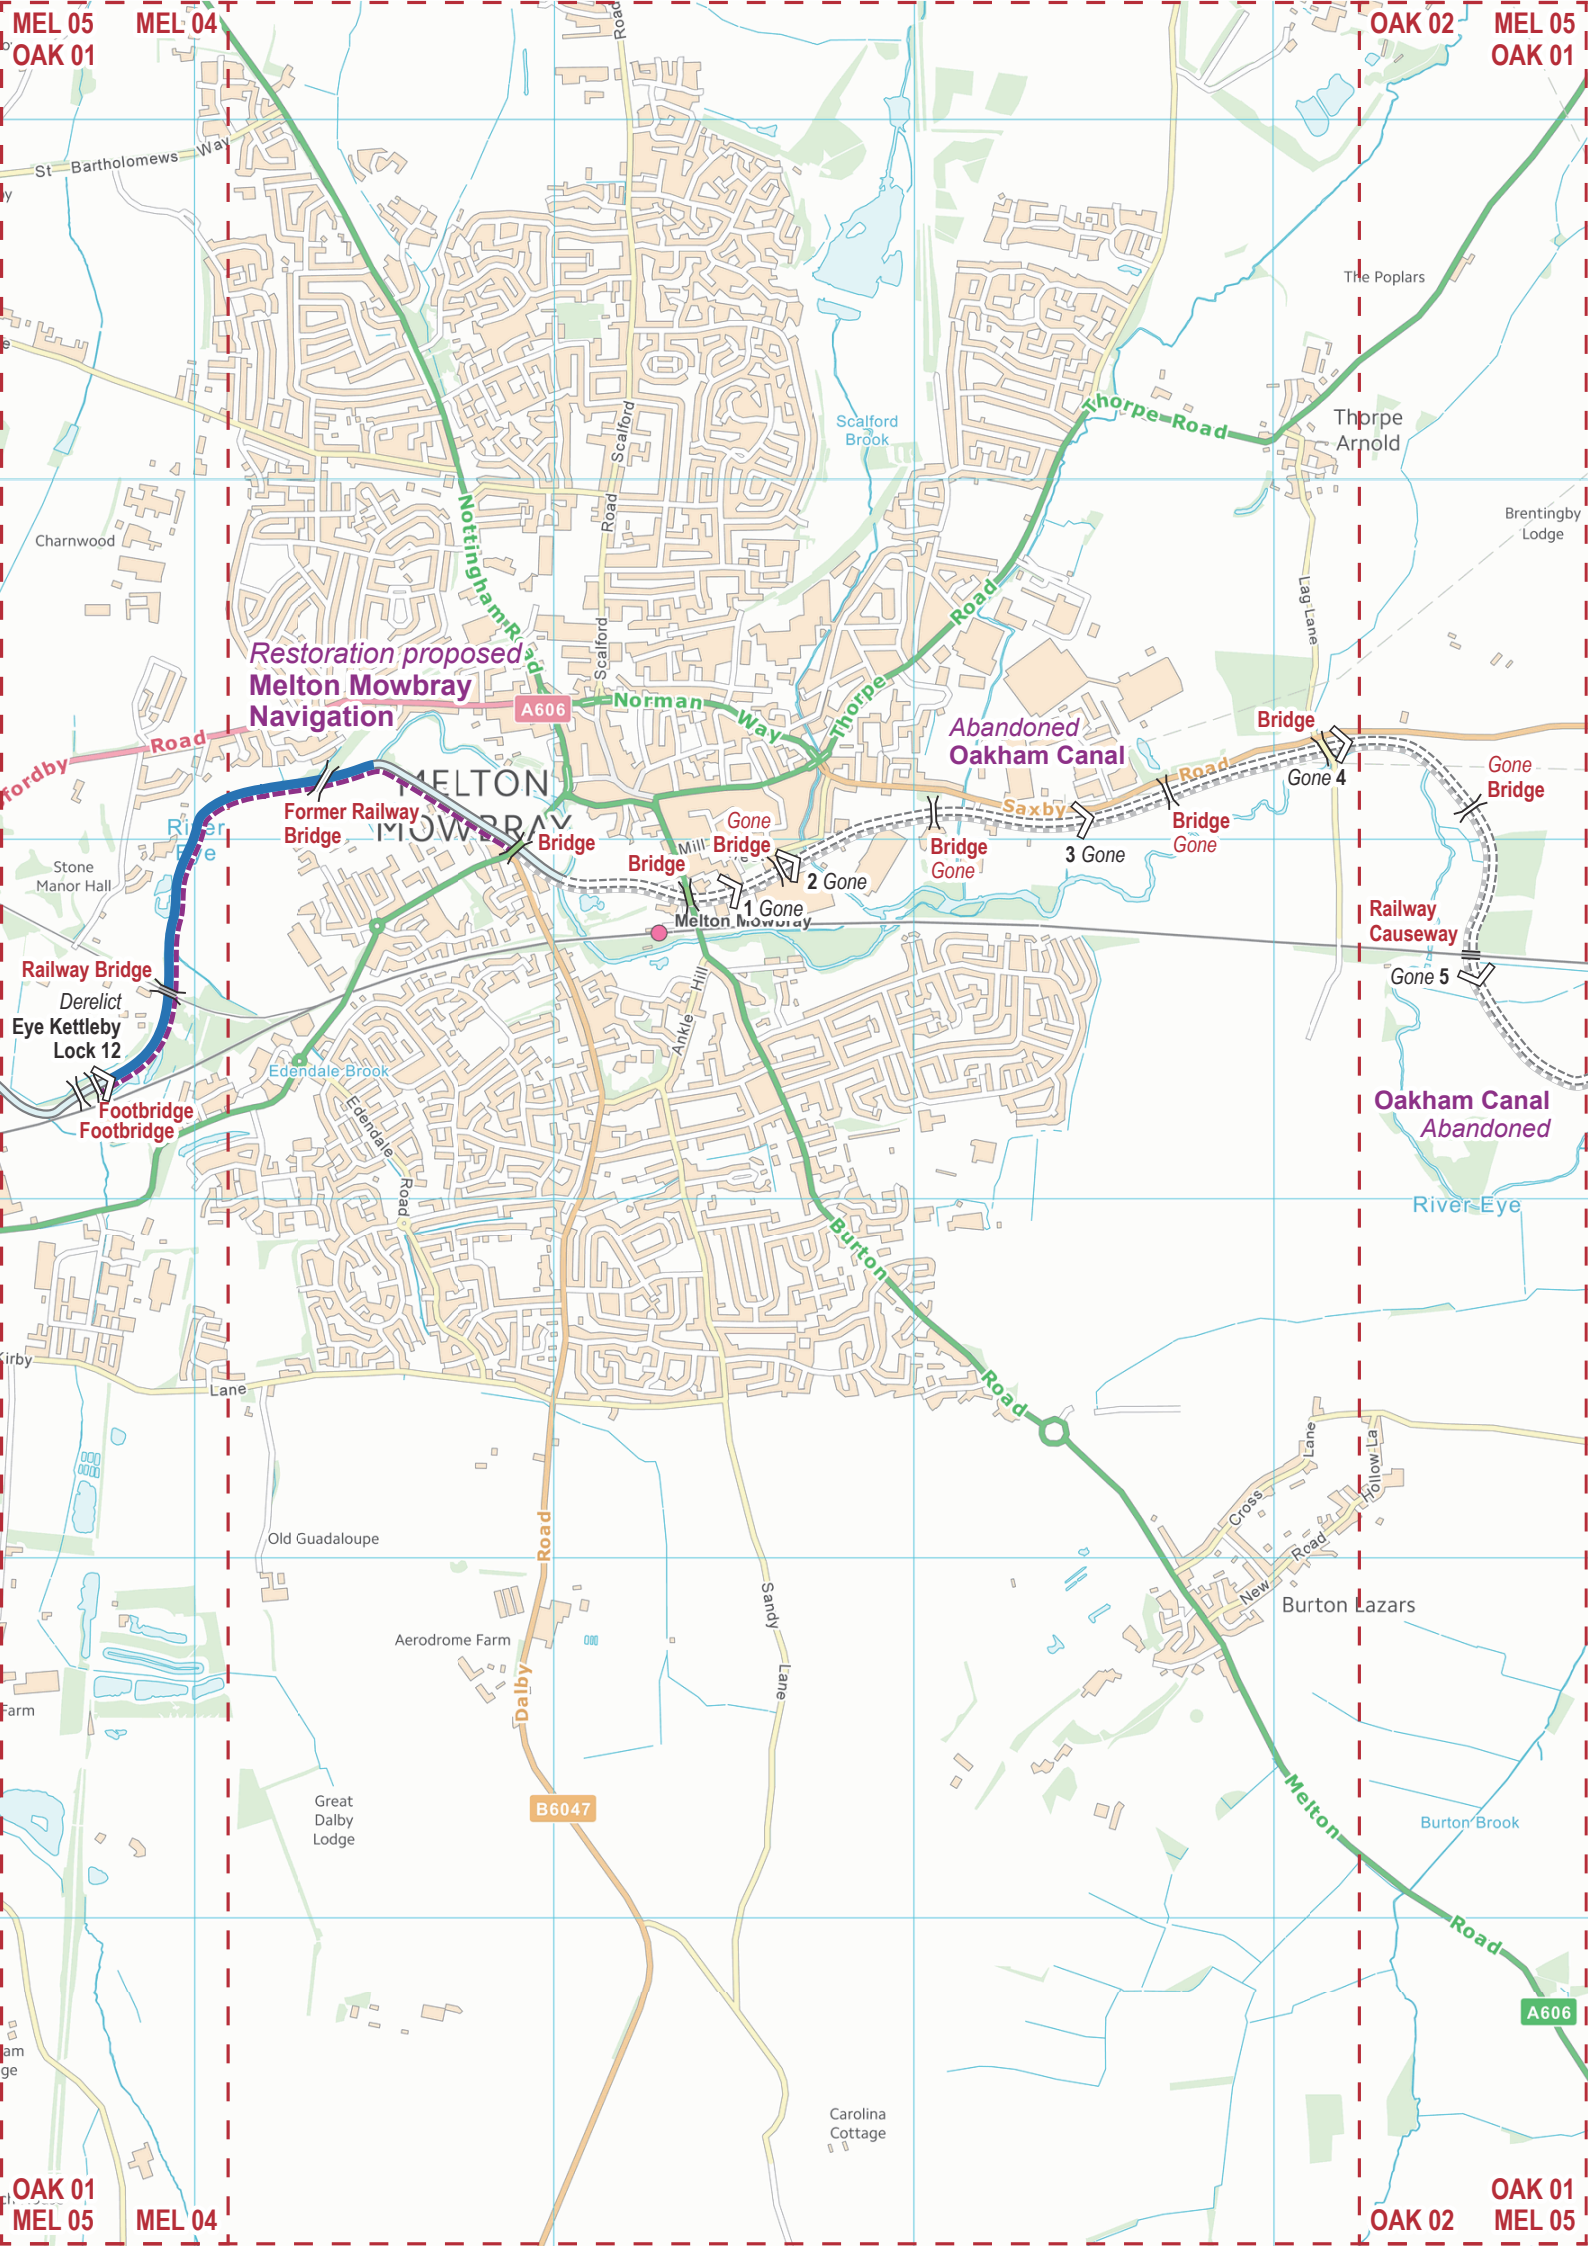 MEL 05 MEL 04
OAK 01
OAK 02 MEL 05
OAK 01
Road
St Bartholomews Way
The Poplars
Scalford
Brook
Thorpe Road
Thorpe
Arnold
Scalford
Road
Nottingham Road
Charnwood
Brentingby
Lodge
Lag Lane
Thorpe Road
Scalford
Restoration proposed
Melton Mowbray
Navigation
A606
Norman Way
Abandoned
Oakham Canal
Bridge
Gone 4
Road
fordby
MELTON
MOWBRAY
Former Railway
Bridge
River
Eye
Saxby Road
Gone
Bridge
Bridge
Gone
Mill
Gone
Bridge
Bridge
Bridge
2 Gone
1 Gone
Bridge
Gone
3 Gone
Stone
Manor Hall
Melton Mowbray
Railway
Causeway
Gone 5
Railway Bridge
Derelict
Eye Kettleby
Lock 12
Footbridge
Footbridge
Ankle Hill
Edendale Brook
Edendale
Road
Oakham Canal
Abandoned
River Eye
Burton
Road
Kirby
Lane
Old Guadaloupe
Dalby Road
Aerodrome Farm
Sandy
Lane
Cross
Lane
Hollow La
New Road
Burton Lazars
Farm
Great
Dalby
Lodge
B6047
Melton
Road
Burton Brook
A606
Carolina
Cottage
OAK 01
MEL 05 MEL 04
OAK 01
OAK 02 MEL 05